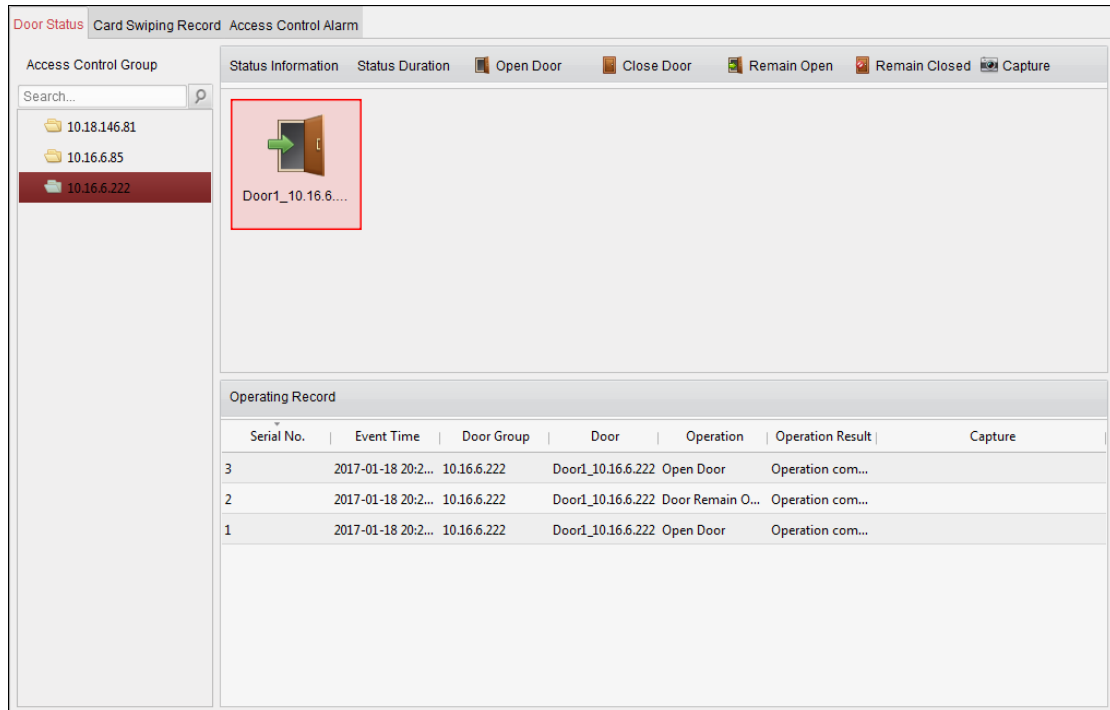 Door Status Card Swiping Record Access Control Alarm
Access Control Group
Search...
10.18.146.81
10.16.6.85
10.16.6.222
Status Information Status Duration Open Door Close Door Remain Open Remain Closed Capture
Door1_10.16.6....
Operating Record
Serial No. Event Time Door Group Door Operation Operation Result Capture
3 2017-01-18 20:2... 10.16.6.222 Door1_10.16.6.222 Open Door Operation com...
2 2017-01-18 20:2... 10.16.6.222 Door1_10.16.6.222 Door Remain O... Operation com...
1 2017-01-18 20:2... 10.16.6.222 Door1_10.16.6.222 Open Door Operation com...